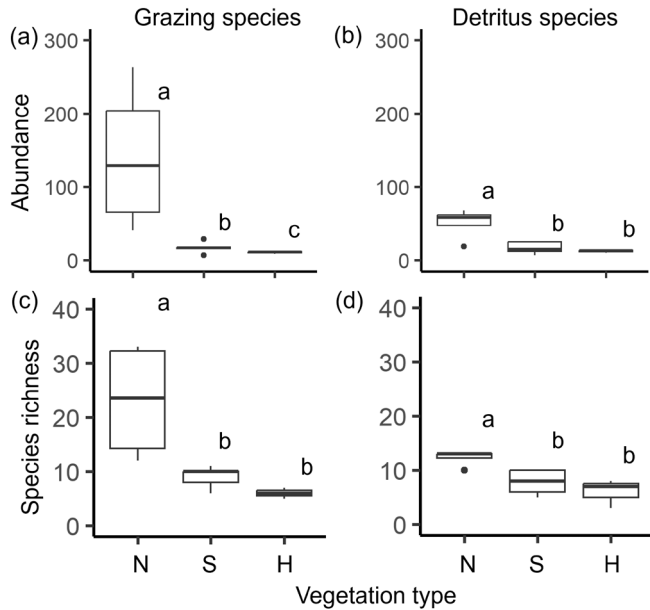 Grazing species
Detritus species
(a)
(b)
Abundance
300
200
100
0
a
b
c
300
200
100
0
a
b
b
(c)
(d)
Species richness
40
30
20
10
0
a
b
b
40
30
20
10
0
a
b
b
N
S
H
N
S
H
Vegetation type